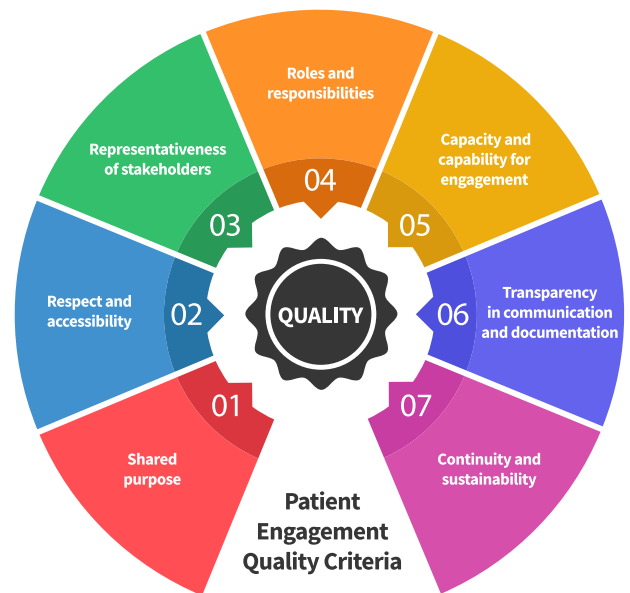 01
Shared
purpose
02
Respect and
accessibility
03
Representativeness
of stakeholders
04
Roles and
responsibilities
05
Capacity and
capability for
engagement
06
Transparency
in communication
and documentation
07
Continuity and
sustainability
QUALITY
Patient
Engagement
Quality Criteria